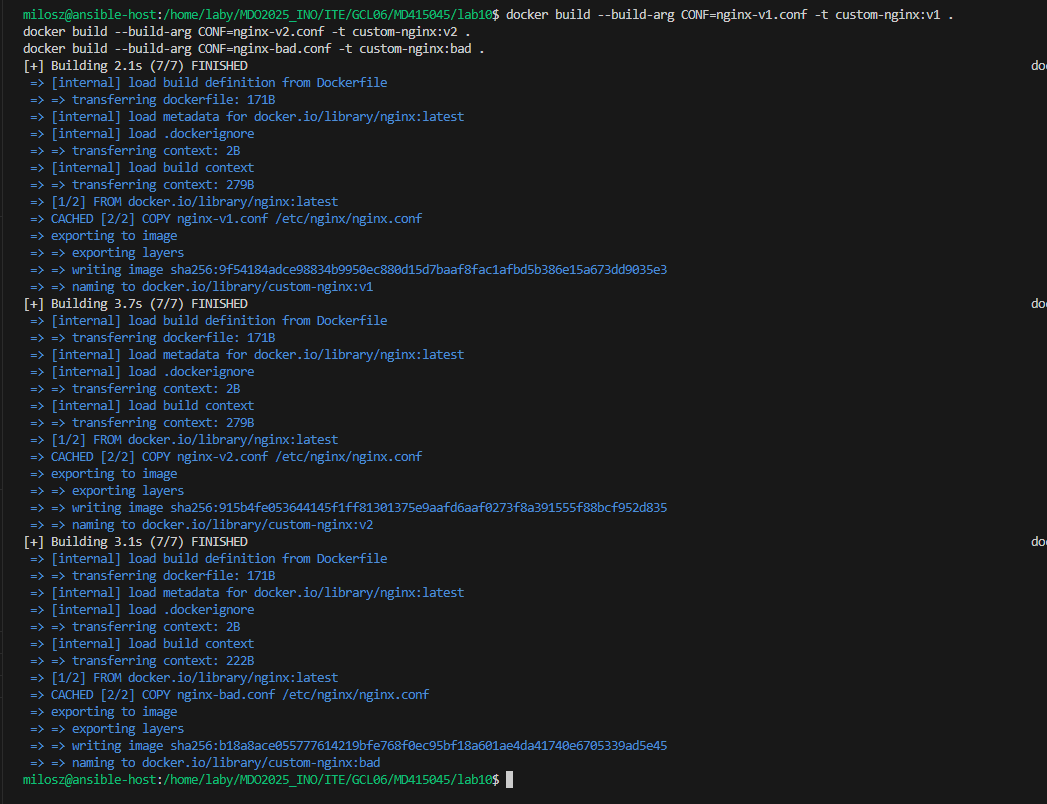 milosz@ansible-host:/home/laby/MDO2025_INO/ITE/GCL06/MD415045/lab10$ docker build --build-arg CONF=nginx-v1.conf -t custom-nginx:v1 .
docker build --build-arg CONF=nginx-v2.conf -t custom-nginx:v2 .
docker build --build-arg CONF=nginx-bad.conf -t custom-nginx:bad .
[+] Building 2.1s (7/7) FINISHED do
=> [internal] load build definition from Dockerfile
=> => transferring dockerfile: 171B
=> [internal] load metadata for docker.io/library/nginx:latest
=> [internal] load .dockerignore
=> => transferring context: 2B
=> [internal] load build context
=> => transferring context: 279B
=> [1/2] FROM docker.io/library/nginx:latest
=> CACHED [2/2] COPY nginx-v1.conf /etc/nginx/nginx.conf
=> exporting to image
=> => exporting layers
=> => writing image sha256:9f54184adce98834b9950ec880d15d7baaf8fac1afbd5b386e15a673dd9035e3
=> => naming to docker.io/library/custom-nginx:v1
[+] Building 3.7s (7/7) FINISHED do
=> [internal] load build definition from Dockerfile
=> => transferring dockerfile: 171B
=> [internal] load metadata for docker.io/library/nginx:latest
=> [internal] load .dockerignore
=> => transferring context: 2B
=> [internal] load build context
=> => transferring context: 279B
=> [1/2] FROM docker.io/library/nginx:latest
=> CACHED [2/2] COPY nginx-v2.conf /etc/nginx/nginx.conf
=> exporting to image
=> => exporting layers
=> => writing image sha256:915b4fe053644145f1ff81301375e9aafd6aaf0273f8a391555f88bcf952d835
=> => naming to docker.io/library/custom-nginx:v2
[+] Building 3.1s (7/7) FINISHED do
=> [internal] load build definition from Dockerfile
=> => transferring dockerfile: 171B
=> [internal] load metadata for docker.io/library/nginx:latest
=> [internal] load .dockerignore
=> => transferring context: 2B
=> [internal] load build context
=> => transferring context: 222B
=> [1/2] FROM docker.io/library/nginx:latest
=> CACHED [2/2] COPY nginx-bad.conf /etc/nginx/nginx.conf
=> exporting to image
=> => exporting layers
=> => writing image sha256:b18a8ace055777614219bfe768f0ec95bf18a601ae4da41740e6705339ad5e45
=> => naming to docker.io/library/custom-nginx:bad
milosz@ansible-host:/home/laby/MDO2025_INO/ITE/GCL06/MD415045/lab10$